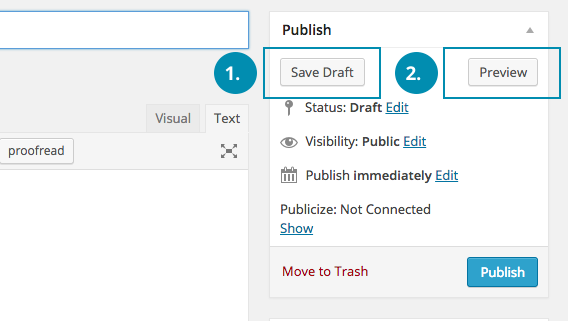 Publish
1.
Save Draft
2.
Preview
Status: Draft Edit
Visual
Text
Visibility: Public Edit
proofread
Publish immediately Edit
Publicize: Not Connected
Show
Move to Trash
Publish